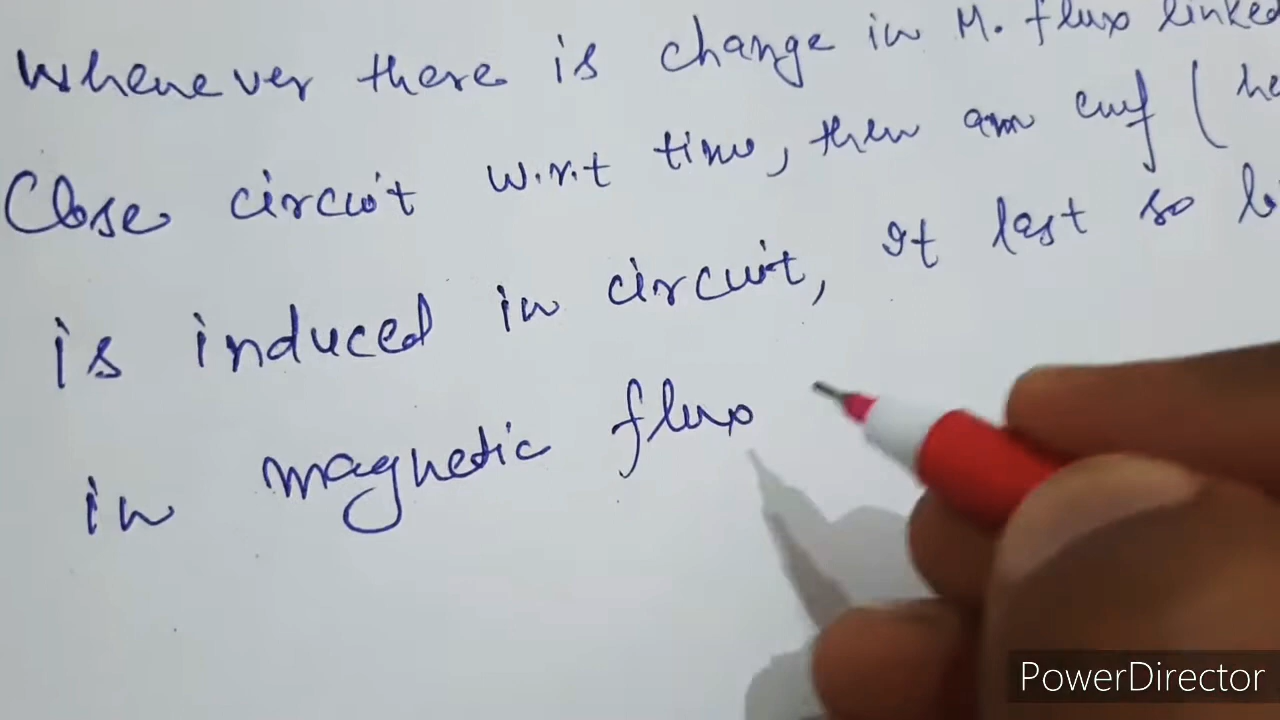 Whenever there is change in M. flux linked
Close circuit w.r.t time, then an emf (
is induced in circuit, It last so
in magnetic flux
PowerDirector